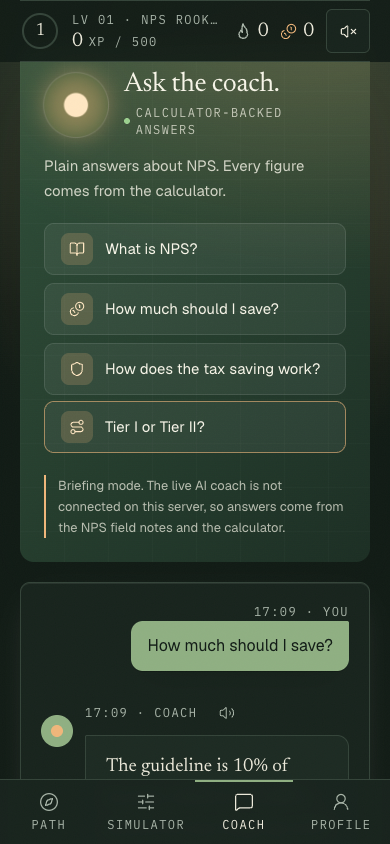 1
LV 01 · NPS ROOK…
0 XP / 500
0
0
Ask the coach.
CALCULATOR-BACKED
ANSWERS
Plain answers about NPS. Every figure
comes from the calculator.
What is NPS?
How much should I save?
How does the tax saving work?
Tier I or Tier II?
Briefing mode. The live AI coach is not
connected on this server, so answers come from
the NPS field notes and the calculator.
17:09 · YOU
How much should I save?
17:09 · COACH
The guideline is 10% of
PATH
SIMULATOR
COACH
PROFILE